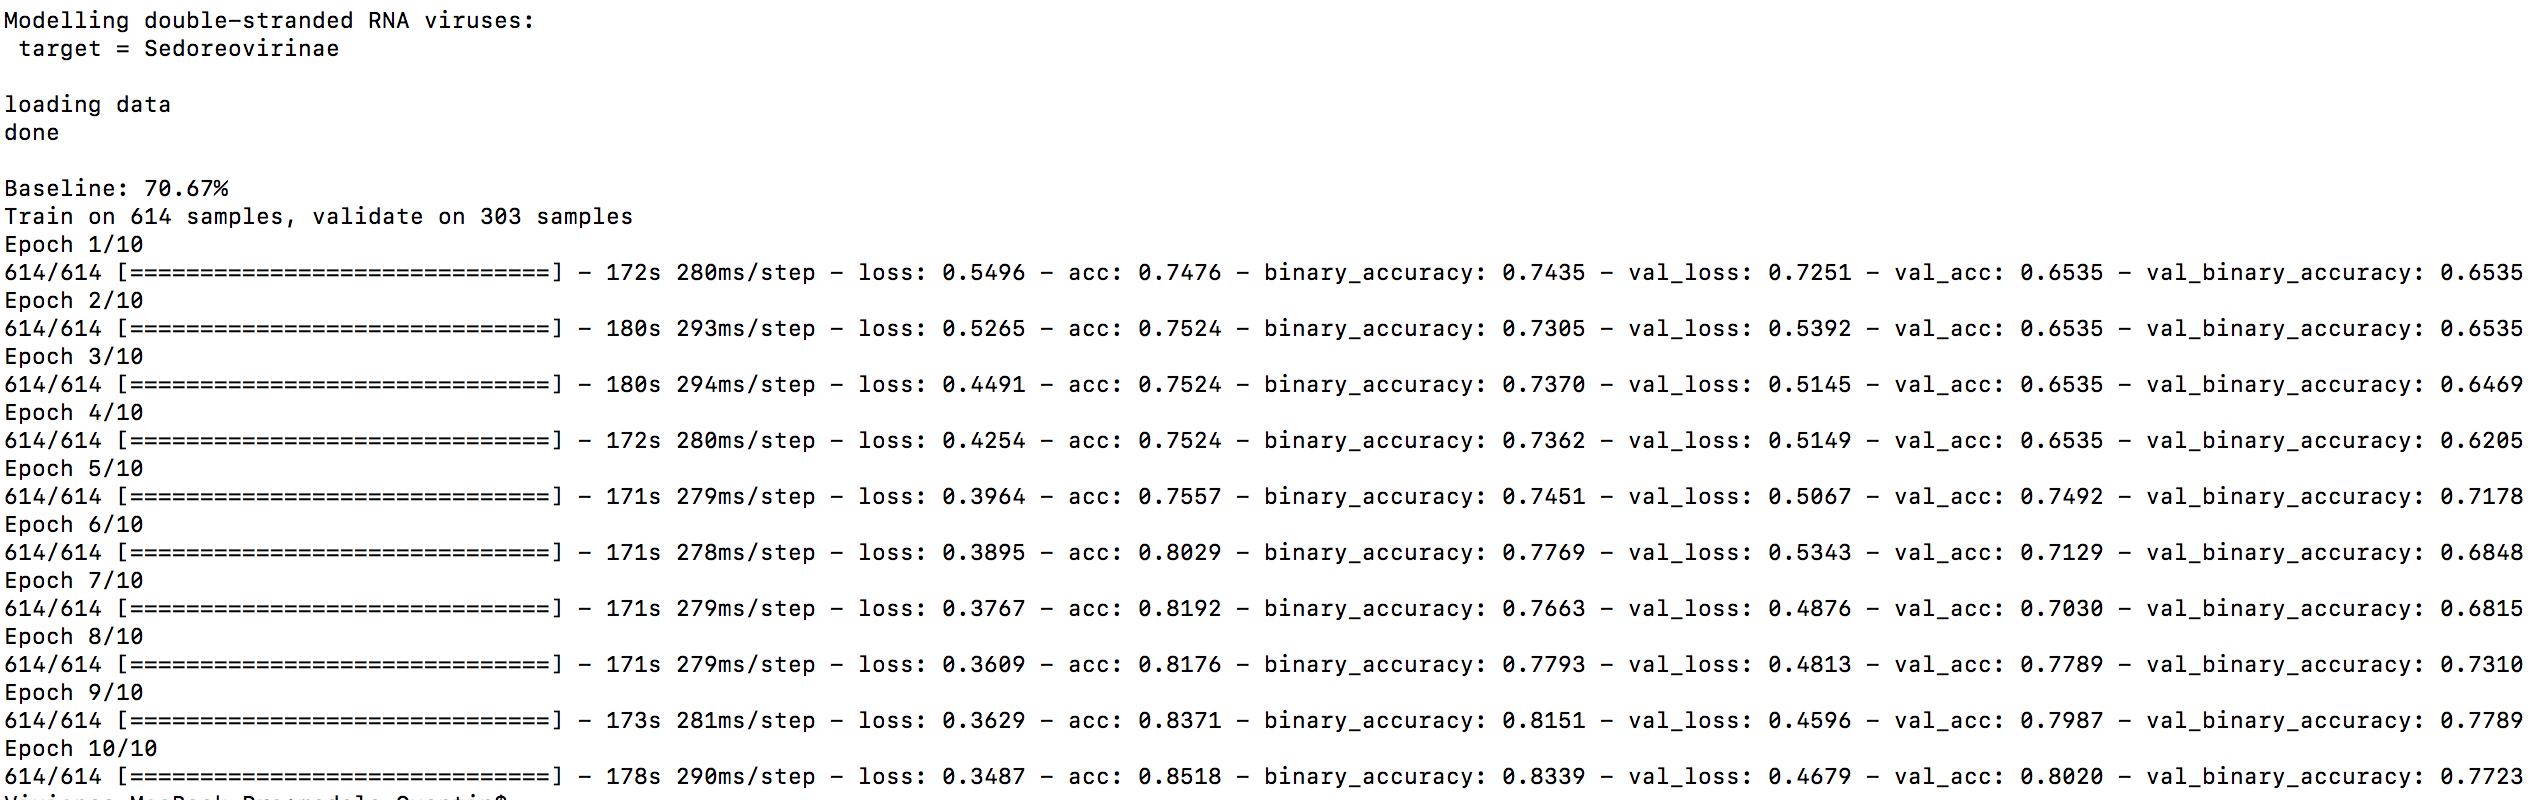 Modelling double-stranded RNA viruses:
target = Sedoreovirinae
loading data
done
Baseline: 70.67%
Train on 614 samples, validate on 303 samples
Epoch 1/10
614/614 [==============================] - 172s 280ms/step - loss: 0.5496 - acc: 0.7476 - binary_accuracy: 0.7435 - val_loss: 0.7251 - val_acc: 0.6535 - val_binary_accuracy: 0.6535
Epoch 2/10
614/614 [==============================] - 180s 293ms/step - loss: 0.5265 - acc: 0.7524 - binary_accuracy: 0.7305 - val_loss: 0.5392 - val_acc: 0.6535 - val_binary_accuracy: 0.6535
Epoch 3/10
614/614 [==============================] - 180s 294ms/step - loss: 0.4491 - acc: 0.7524 - binary_accuracy: 0.7370 - val_loss: 0.5145 - val_acc: 0.6535 - val_binary_accuracy: 0.6469
Epoch 4/10
614/614 [==============================] - 172s 280ms/step - loss: 0.4254 - acc: 0.7524 - binary_accuracy: 0.7362 - val_loss: 0.5149 - val_acc: 0.6535 - val_binary_accuracy: 0.6205
Epoch 5/10
614/614 [==============================] - 171s 279ms/step - loss: 0.3964 - acc: 0.7557 - binary_accuracy: 0.7451 - val_loss: 0.5067 - val_acc: 0.7492 - val_binary_accuracy: 0.7178
Epoch 6/10
614/614 [==============================] - 171s 278ms/step - loss: 0.3895 - acc: 0.8029 - binary_accuracy: 0.7769 - val_loss: 0.5343 - val_acc: 0.7129 - val_binary_accuracy: 0.6848
Epoch 7/10
614/614 [==============================] - 171s 279ms/step - loss: 0.3767 - acc: 0.8192 - binary_accuracy: 0.7663 - val_loss: 0.4876 - val_acc: 0.7030 - val_binary_accuracy: 0.6815
Epoch 8/10
614/614 [==============================] - 171s 279ms/step - loss: 0.3609 - acc: 0.8176 - binary_accuracy: 0.7793 - val_loss: 0.4813 - val_acc: 0.7789 - val_binary_accuracy: 0.7310
Epoch 9/10
614/614 [==============================] - 173s 281ms/step - loss: 0.3629 - acc: 0.8371 - binary_accuracy: 0.8151 - val_loss: 0.4596 - val_acc: 0.7987 - val_binary_accuracy: 0.7789
Epoch 10/10
614/614 [==============================] - 178s 290ms/step - loss: 0.3487 - acc: 0.8518 - binary_accuracy: 0.8339 - val_loss: 0.4679 - val_acc: 0.8020 - val_binary_accuracy: 0.7723